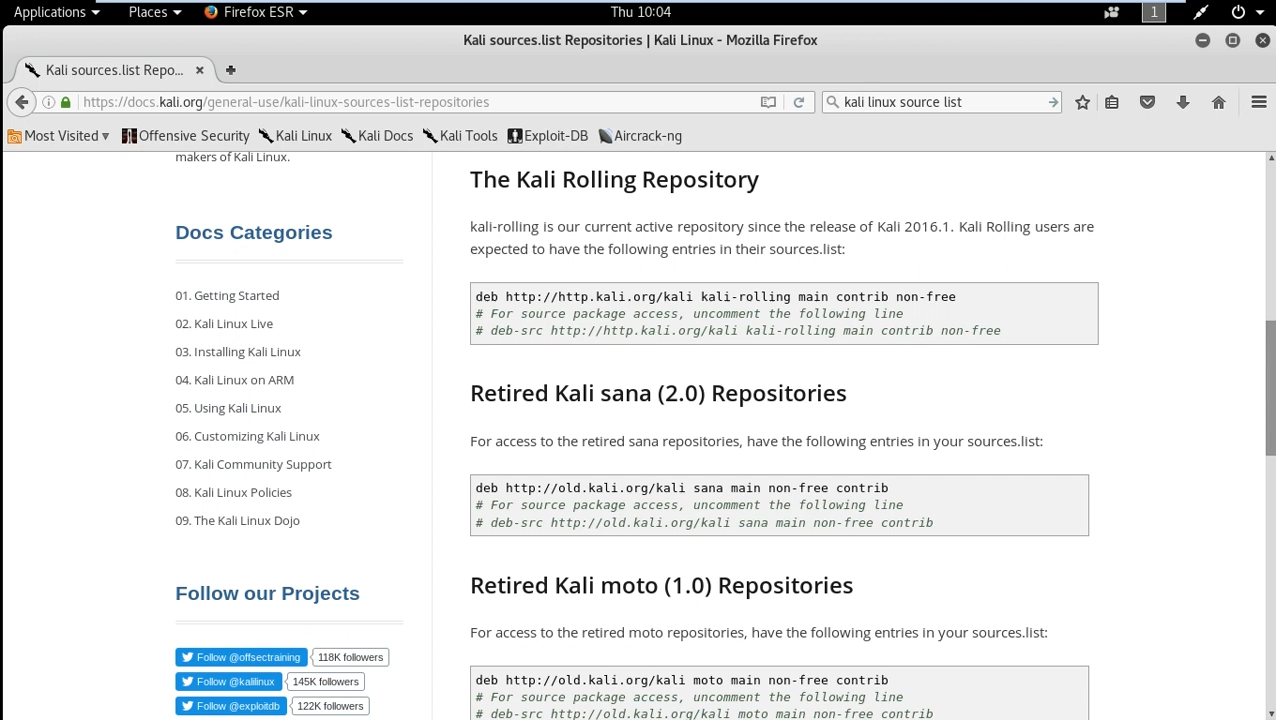 Applications Places Firefox ESR Thu 10:04 1
Kali sources.list Repositories | Kali Linux - Mozilla Firefox
Kali sources.list Repo...
https://docs.kali.org/general-use/kali-linux-sources-list-repositories kali linux source list
Most Visited Offensive Security Kali Linux Kali Docs Kali Tools Exploit-DB Aircrack-ng
makers of Kali Linux.
Docs Categories
01. Getting Started
02. Kali Linux Live
03. Installing Kali Linux
04. Kali Linux on ARM
05. Using Kali Linux
06. Customizing Kali Linux
07. Kali Community Support
08. Kali Linux Policies
09. The Kali Linux Dojo
Follow our Projects
Follow @offsectraining 118K followers
Follow @kalilinux 145K followers
Follow @exploitdb 122K followers
The Kali Rolling Repository
kali-rolling is our current active repository since the release of Kali 2016.1. Kali Rolling users are
expected to have the following entries in their sources.list:
deb http://http.kali.org/kali kali-rolling main contrib non-free
# For source package access, uncomment the following line
# deb-src http://http.kali.org/kali kali-rolling main contrib non-free
Retired Kali sana (2.0) Repositories
For access to the retired sana repositories, have the following entries in your sources.list:
deb http://old.kali.org/kali sana main non-free contrib
# For source package access, uncomment the following line
# deb-src http://old.kali.org/kali sana main non-free contrib
Retired Kali moto (1.0) Repositories
For access to the retired moto repositories, have the following entries in your sources.list:
deb http://old.kali.org/kali moto main non-free contrib
# For source package access, uncomment the following line
# deb-src http://old.kali.org/kali moto main non-free contrib